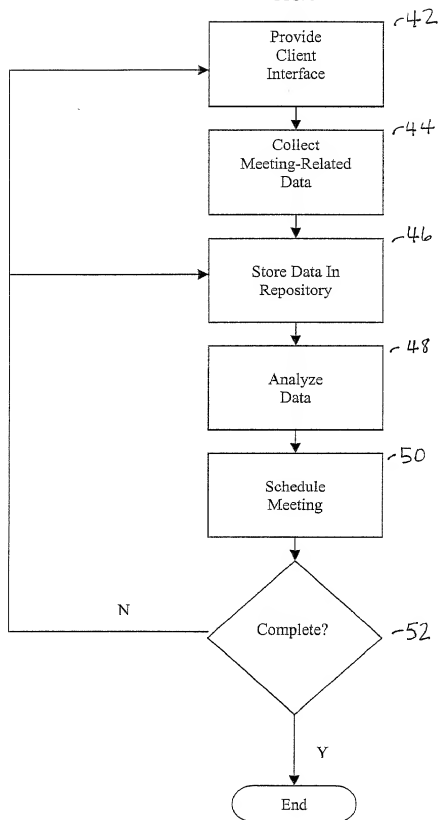 Provide
Client
Interface
42
Collect
Meeting-Related
Data
44
Store Data In
Repository
46
Analyze
Data
48
Schedule
Meeting
50
Complete?
52
N
Y
End